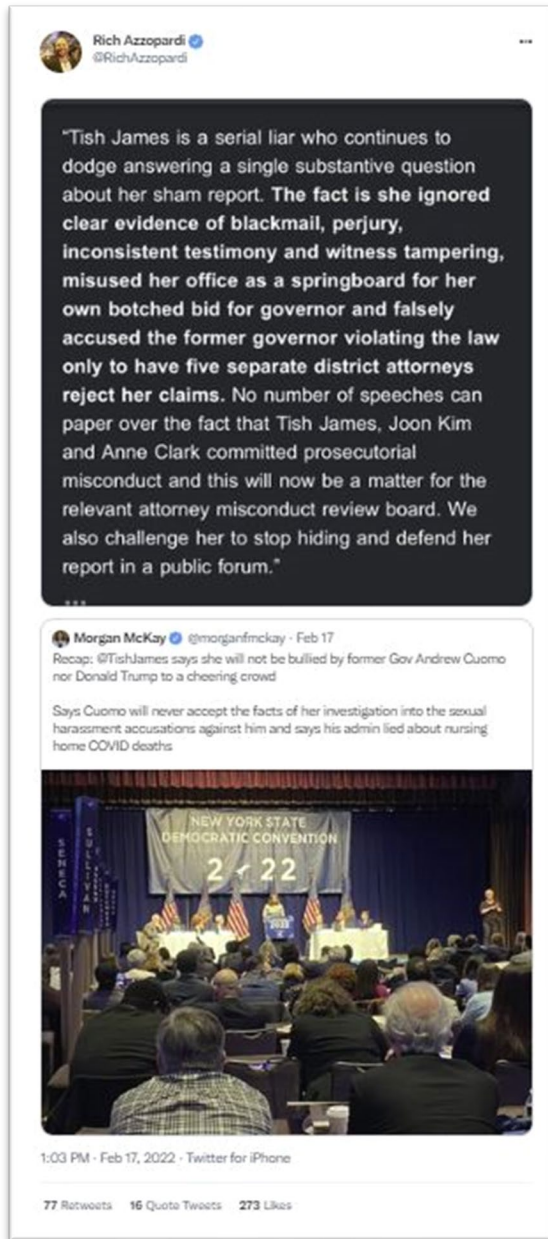 Rich Azzopardi
@RichAzzopardi
“Tish James is a serial liar who continues to
dodge answering a single substantive question
about her sham report. The fact is she ignored
clear evidence of blackmail, perjury,
inconsistent testimony and witness tampering,
misused her office as a springboard for her
own botched bid for governor and falsely
accused the former governor violating the law
only to have five separate district attorneys
reject her claims. No number of speeches can
paper over the fact that Tish James, Joon Kim
and Anne Clark committed prosecutorial
misconduct and this will now be a matter for the
relevant attorney misconduct review board. We
also challenge her to stop hiding and defend her
report in a public forum.”
Morgan McKay @morganfmckay · Feb 17
Recap: @TishJames says she will not be bullied by former Gov Andrew Cuomo
nor Donald Trump to a cheering crowd
Says Cuomo will never accept the facts of her investigation into the sexual
harassment accusations against him and says his admin lied about nursing
home COVID deaths
NEW YORK STATE
DEMOCRATIC CONVENTION
2 22
SENECA
SULLIVAN
1:03 PM · Feb 17, 2022 · Twitter for iPhone
77 Retweets 16 Quote Tweets 273 Likes